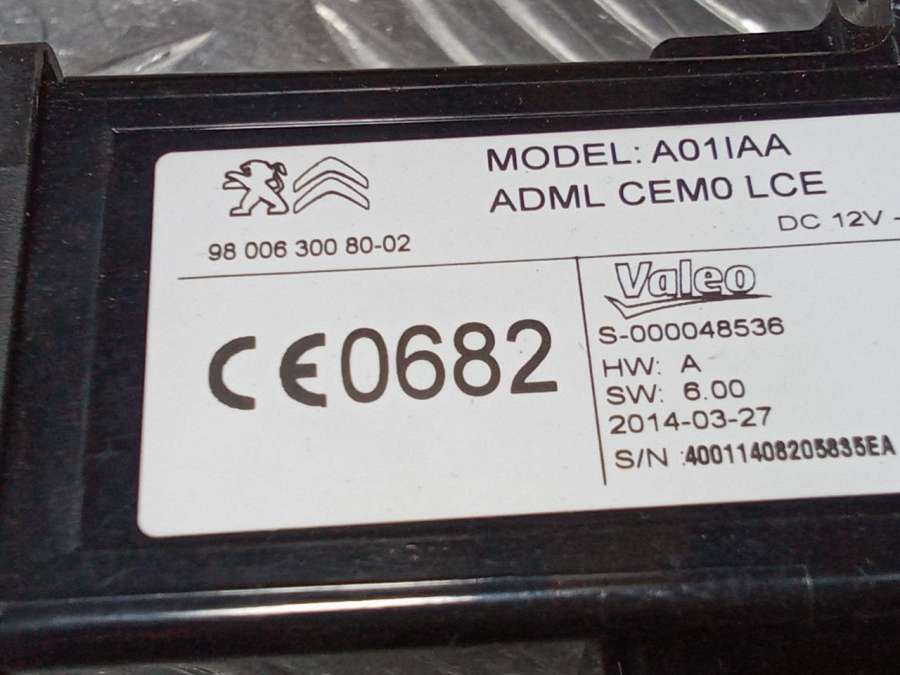 MODEL: A01IAA
ADML CEM0 LCE
DC 12V -
98 006 300 80-02
CE0682
Valeo
S-000048536
HW: A
SW: 6.00
2014-03-27
S/N :40011408205835EA